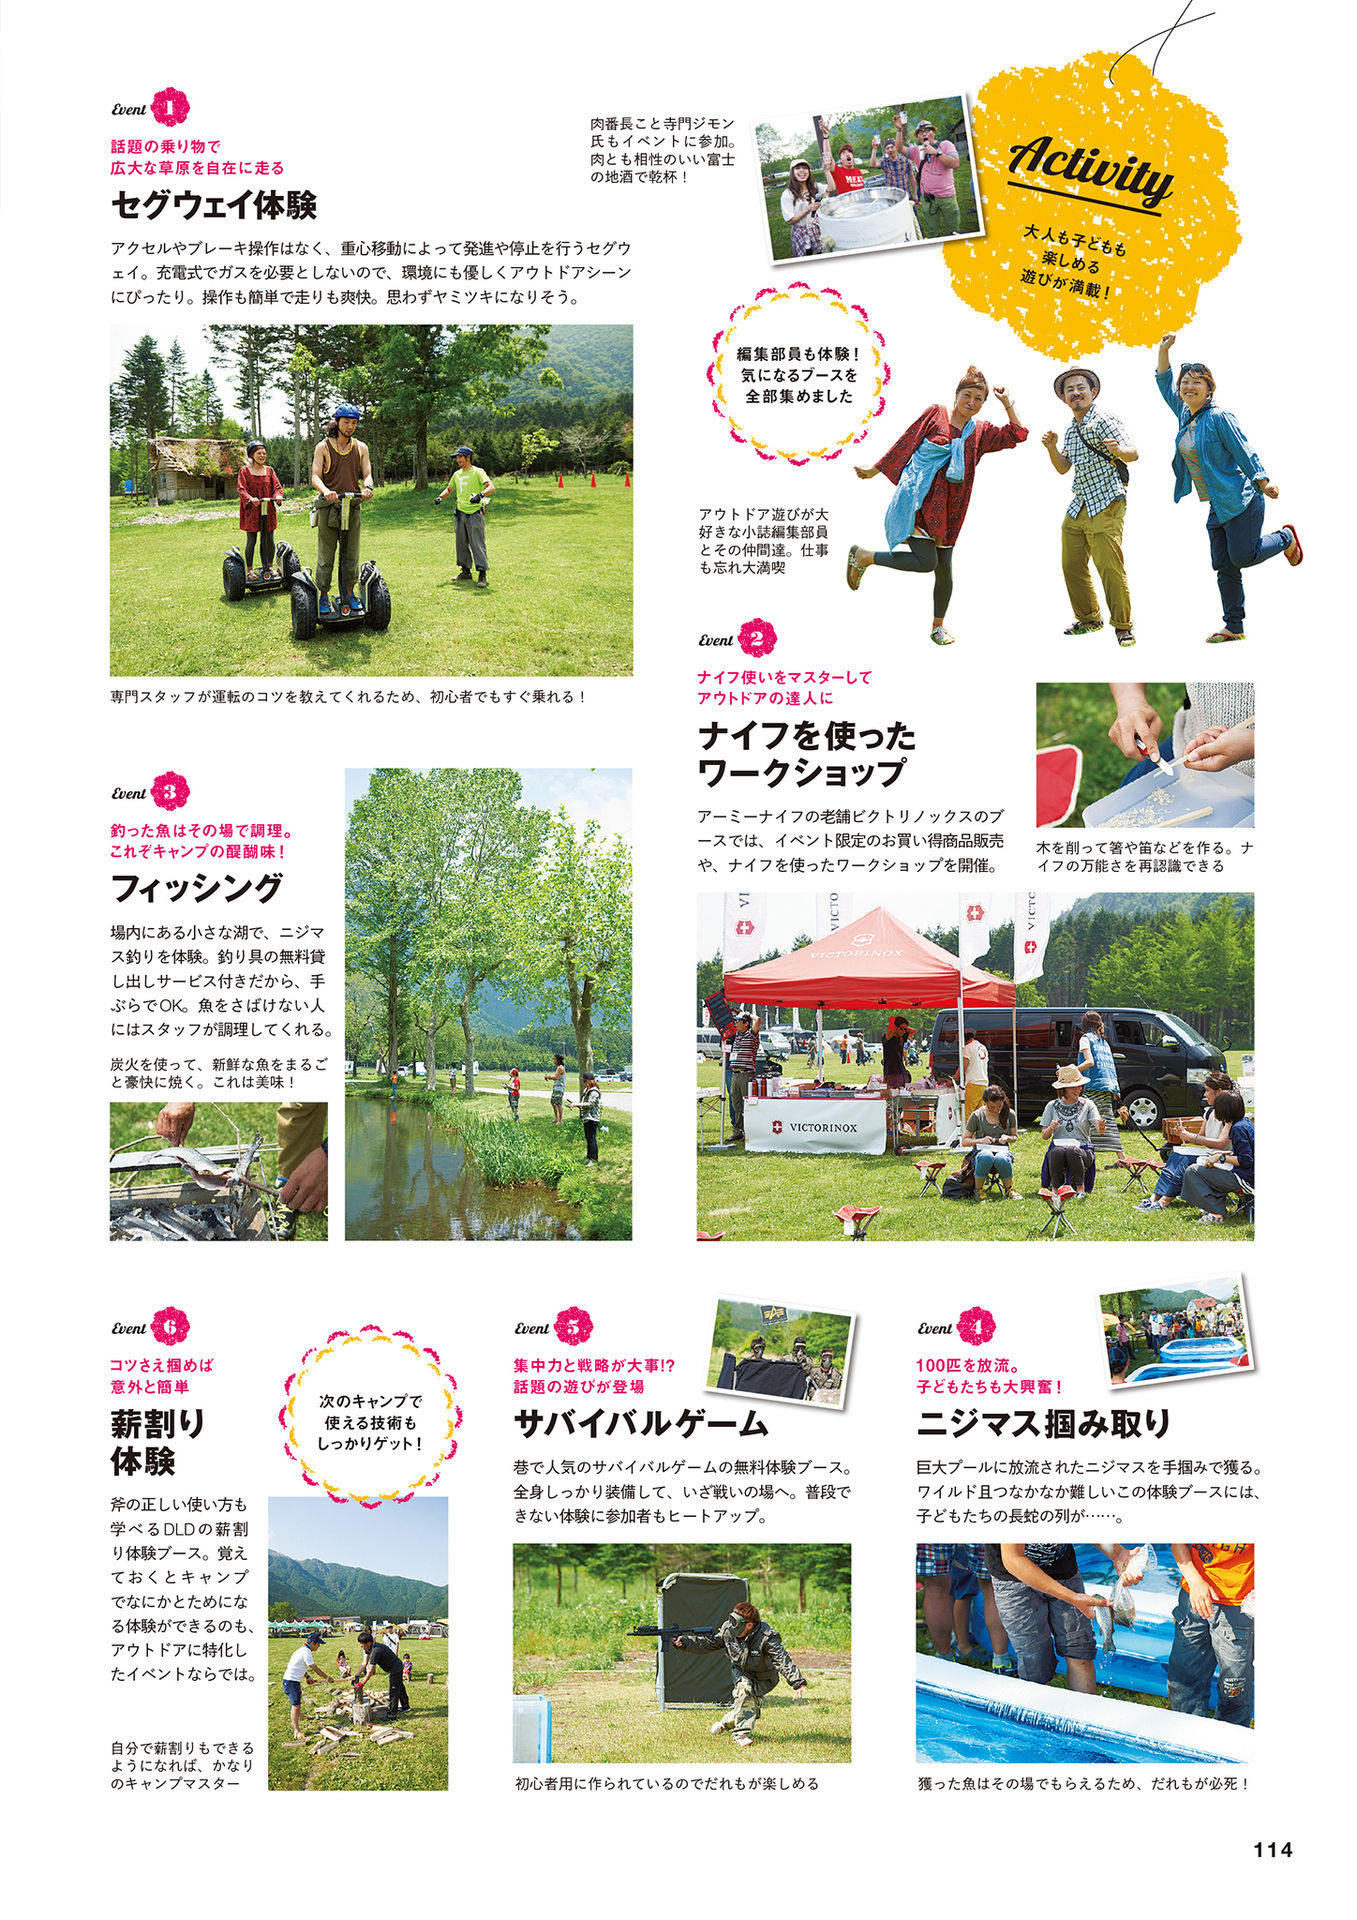 Activity
大人も子どもも
楽しめる
遊びが満載！
肉番長こと寺門ジモン
氏もイベントに参加。
肉とも相性のいい富士
の地酒で乾杯！
MEAT
編集部員も体験！
気になるブースを
全部集めました
アウトドア遊びが大
好きな小誌編集部員
とその仲間達。仕事
も忘れ大満喫
Event 1
話題の乗り物で
広大な草原を自在に走る
セグウェイ体験
アクセルやブレーキ操作はなく、重心移動によって発進や停止を行うセグウ
ェイ。充電式でガスを必要としないので、環境にも優しくアウトドアシーン
にぴったり。操作も簡単で走りも爽快。思わずヤミツキになりそう。
専門スタッフが運転のコツを教えてくれるため、初心者でもすぐ乗れる！
Event 2
ナイフ使いをマスターして
アウトドアの達人に
ナイフを使った
ワークショップ
アーミーナイフの老舗ビクトリノックスのブ
ースでは、イベント限定のお買い得商品販売
や、ナイフを使ったワークショップを開催。
木を削って箸や笛などを作る。ナ
イフの万能さを再認識できる
VICTORINOX
VICTORINOX
Event 3
釣った魚はその場で調理。
これぞキャンプの醍醐味！
フィッシング
場内にある小さな湖で、ニジマ
ス釣りを体験。釣り具の無料貸
し出しサービス付きだから、手
ぶらでOK。魚をさばけない人
にはスタッフが調理してくれる。
炭火を使って、新鮮な魚をまるご
と豪快に焼く。これは美味！
Event 4
100匹を放流。
子どもたちも大興奮！
ニジマス掴み取り
巨大プールに放流されたニジマスを手掴みで獲る。
ワイルド且つなかなか難しいこの体験ブースには、
子どもたちの長蛇の列が……。
獲った魚はその場でもらえるため、だれもが必死！
Event 5
集中力と戦略が大事!?
話題の遊びが登場
サバイバルゲーム
巷で人気のサバイバルゲームの無料体験ブース。
全身しっかり装備して、いざ戦いの場へ。普段で
きない体験に参加者もヒートアップ。
初心者用に作られているのでだれもが楽しめる
Event 6
コツさえ掴めば
意外と簡単
薪割り
体験
次のキャンプで
使える技術も
しっかりゲット！
斧の正しい使い方も
学べるDLDの薪割
り体験ブース。覚え
ておくとキャンプ
でなにかとためにな
る体験ができるのも、
アウトドアに特化し
たイベントならでは。
自分で薪割りもできる
ようになれば、かなり
のキャンプマスター
114